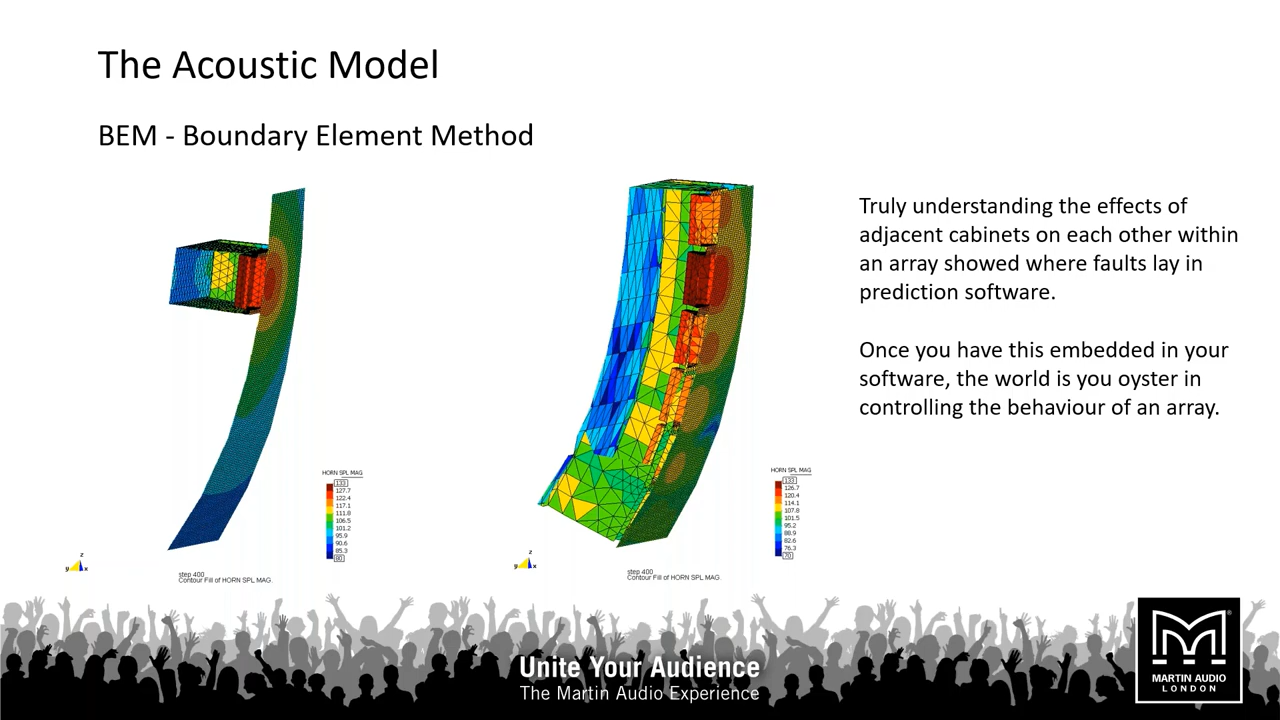 The Acoustic Model
BEM - Boundary Element Method
Truly understanding the effects of
adjacent cabinets on each other within
an array showed where faults lay in
prediction software.
Once you have this embedded in your
software, the world is you oyster in
controlling the behaviour of an array.
HORN SPL MAG
133
127.7
122.4
117.1
111.8
106.5
101.2
95.9
90.6
85.3
80
z
y x
step 400
Contour Fill of HORN SPL MAG.
HORN SPL MAG
133
126.7
120.4
114.1
107.8
101.5
95.2
88.9
82.6
76.3
70
z
y x
step 400
Contour Fill of HORN SPL MAG.
Unite Your Audience
The Martin Audio Experience
®
MARTIN AUDIO
LONDON